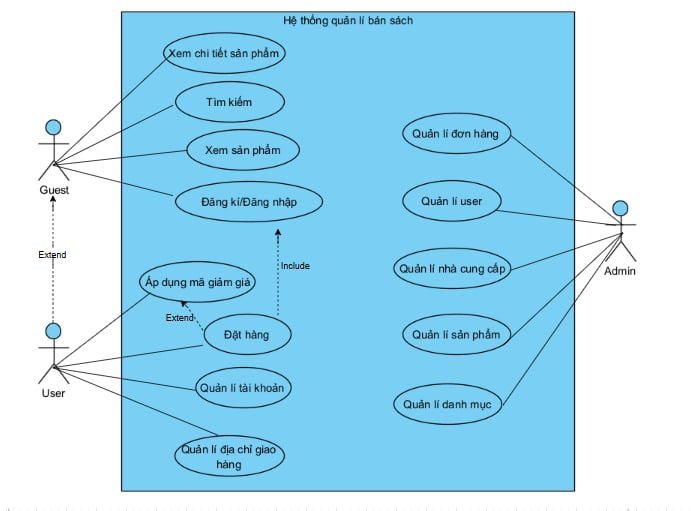 Hệ thống quản lí bán sách
Xem chi tiết sản phẩm
Tìm kiếm
Xem sản phẩm
Đăng kí/Đăng nhập
Guest
Extend
Include
Áp dụng mã giảm giá
Extend
Đặt hàng
Quản lí tài khoản
User
Quản lí địa chỉ giao
hàng
Quản lí đơn hàng
Quản lí user
Quản lí nhà cung cấp
Admin
Quản lí sản phẩm
Quản lí danh mục